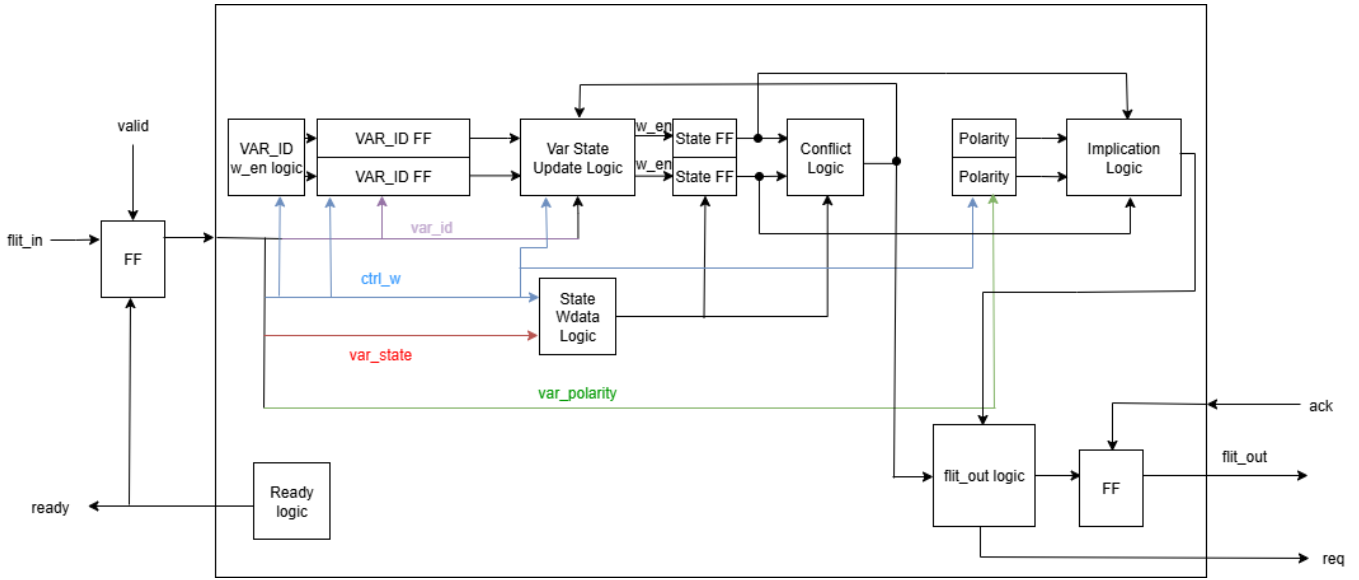 valid
flit_in
FF
VAR_ID
w_en logic
VAR_ID FF
VAR_ID FF
Var State
Update Logic
w_en
w_en
State FF
State FF
Conflict
Logic
Polarity
Polarity
Implication
Logic
var_id
ctrl_w
State
Wdata
Logic
var_state
var_polarity
ack
flit_out logic
FF
flit_out
Ready
logic
ready
req